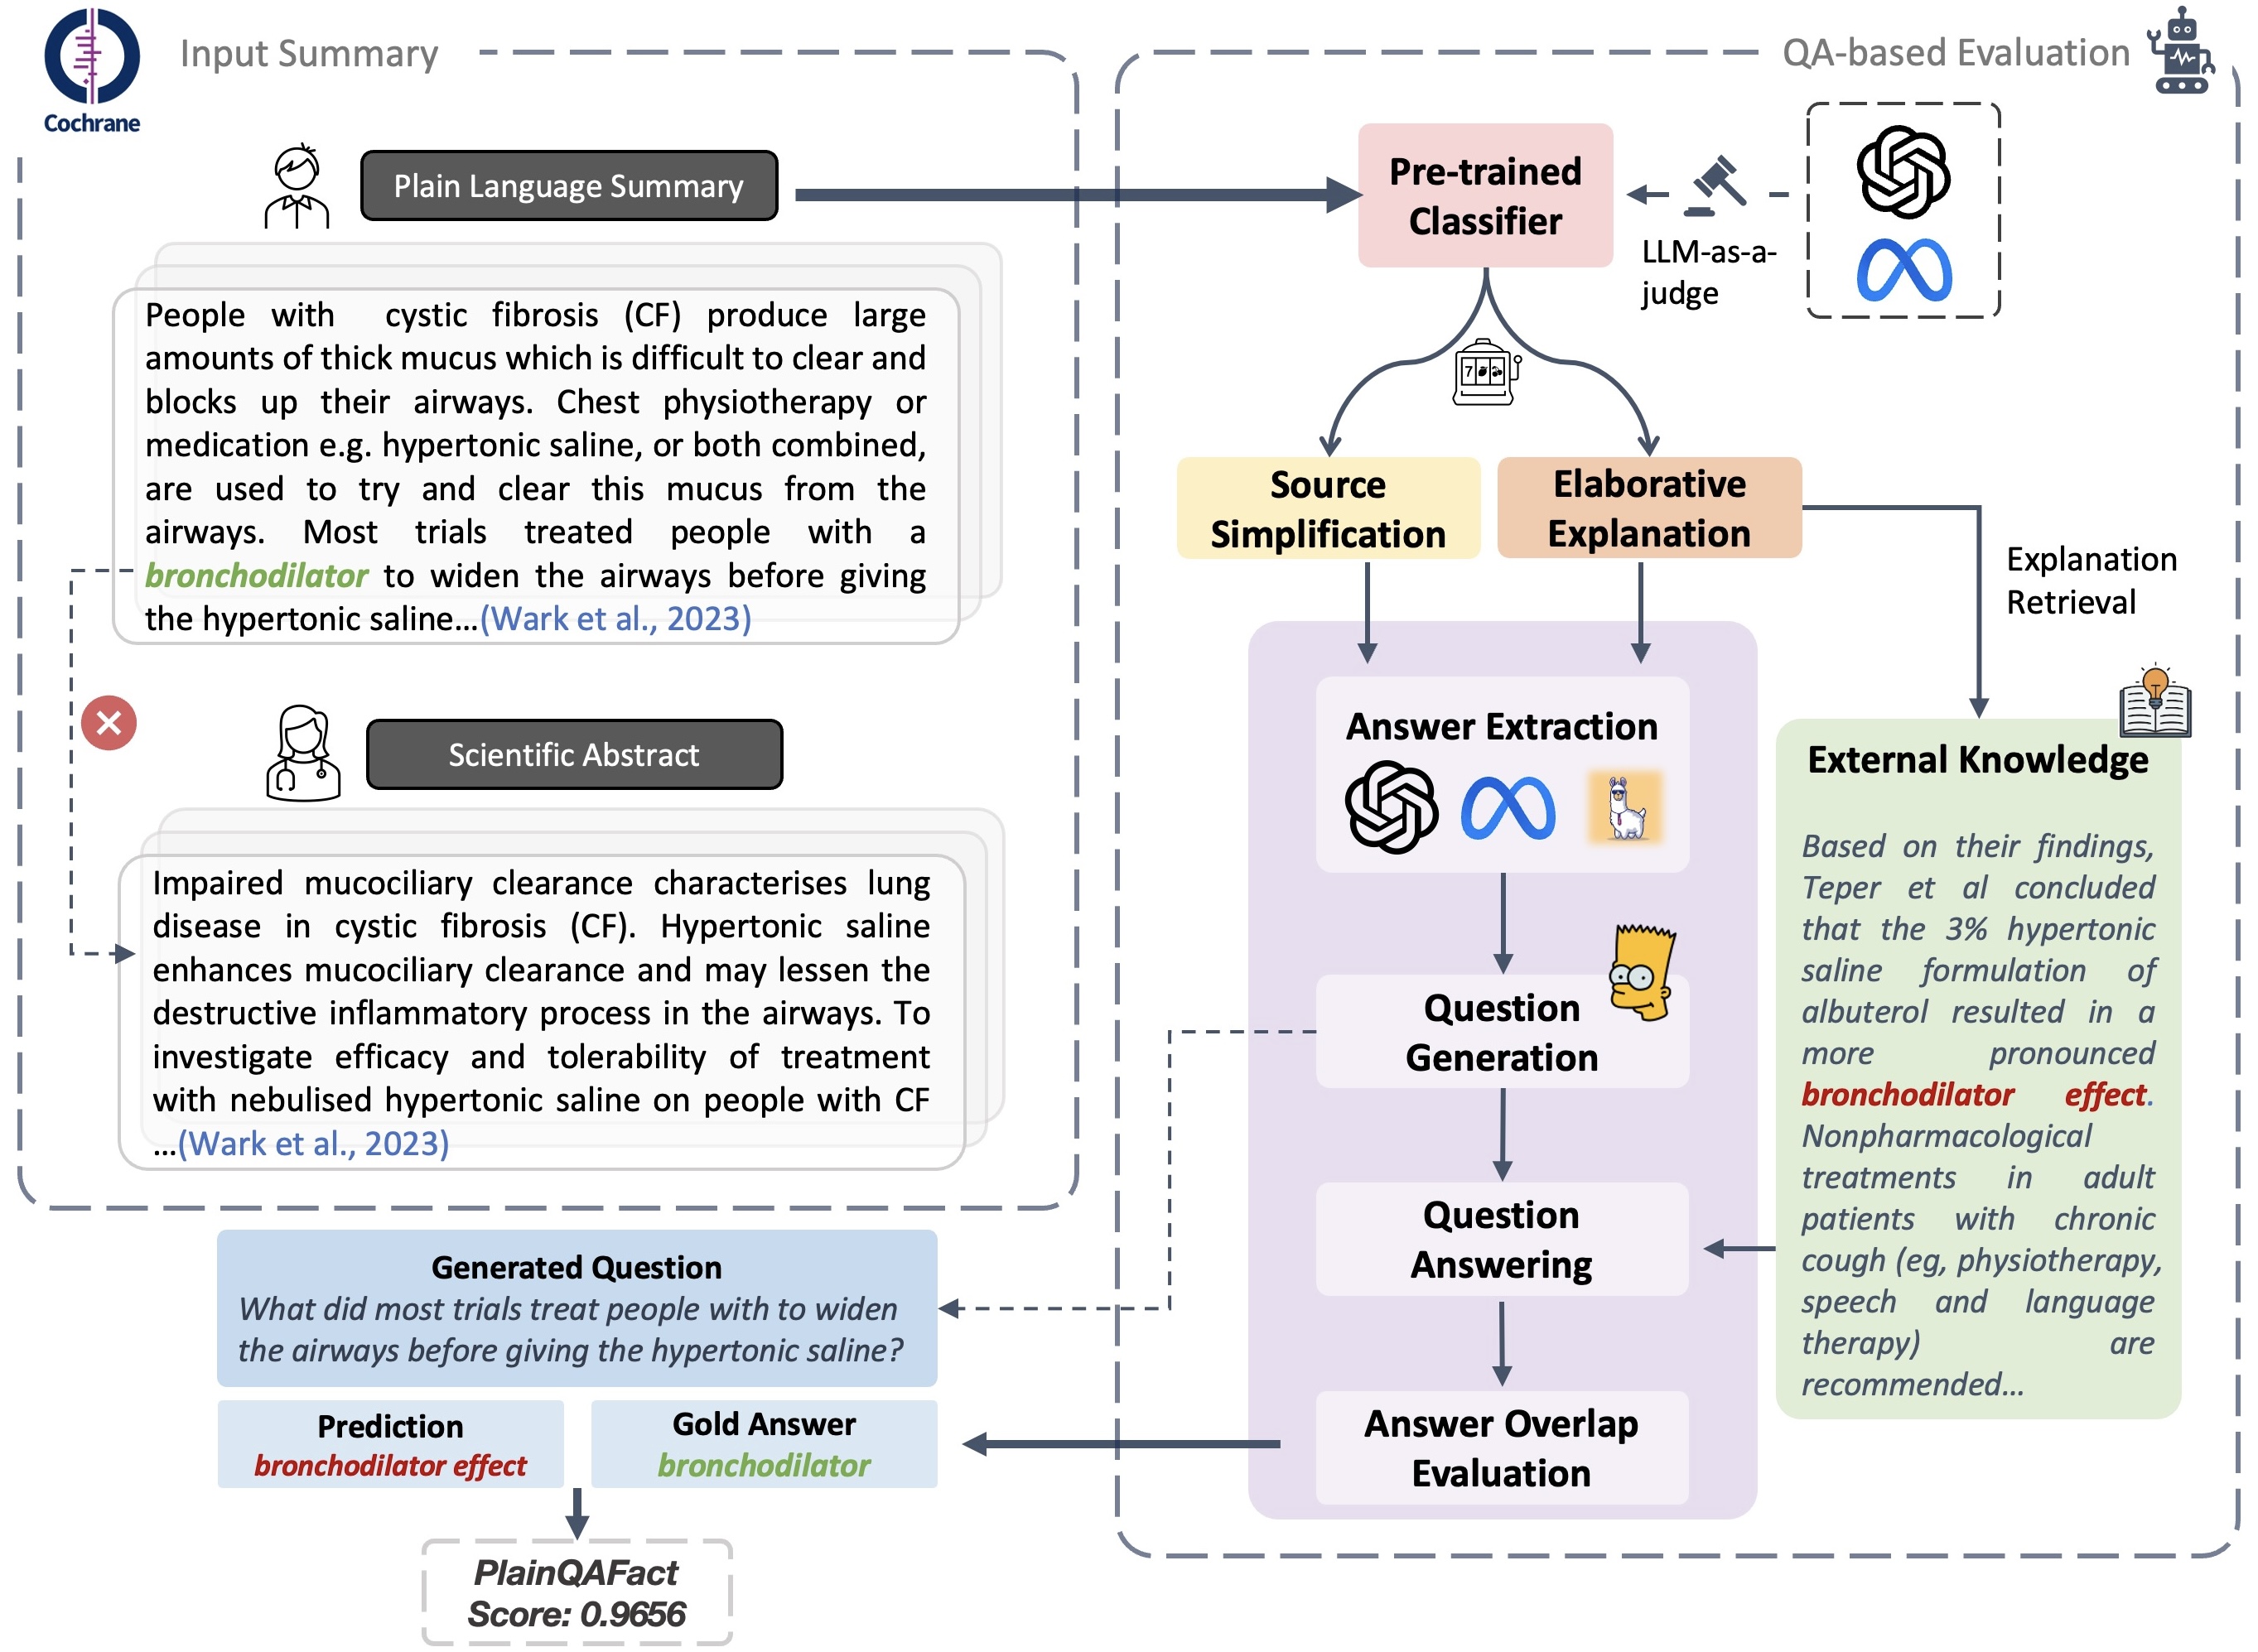 Input Summary
Cochrane
Plain Language Summary
People with cystic fibrosis (CF) produce large
amounts of thick mucus which is difficult to clear and
blocks up their airways. Chest physiotherapy or
medication e.g. hypertonic saline, or both combined,
are used to try and clear this mucus from the
airways. Most trials treated people with a
bronchodilator to widen the airways before giving
the hypertonic saline...(Wark et al., 2023)
Scientific Abstract
Impaired mucociliary clearance characterises lung
disease in cystic fibrosis (CF). Hypertonic saline
enhances mucociliary clearance and may lessen the
destructive inflammatory process in the airways. To
investigate efficacy and tolerability of treatment
with nebulised hypertonic saline on people with CF
...(Wark et al., 2023)
Generated Question
What did most trials treat people with to widen
the airways before giving the hypertonic saline?
Prediction
bronchodilator effect
Gold Answer
bronchodilator
PlainQAFact
Score: 0.9656
QA-based Evaluation
Pre-trained
Classifier
LLM-as-a-
judge
7
Source
Simplification
Elaborative
Explanation
Explanation
Retrieval
Answer Extraction
Question
Generation
Question
Answering
Answer Overlap
Evaluation
External Knowledge
Based on their findings,
Teper et al concluded
that the 3% hypertonic
saline formulation of
albuterol resulted in a
more pronounced
bronchodilator effect.
Nonpharmacological
treatments in adult
patients with chronic
cough (eg, physiotherapy,
speech and language
therapy) are
recommended...